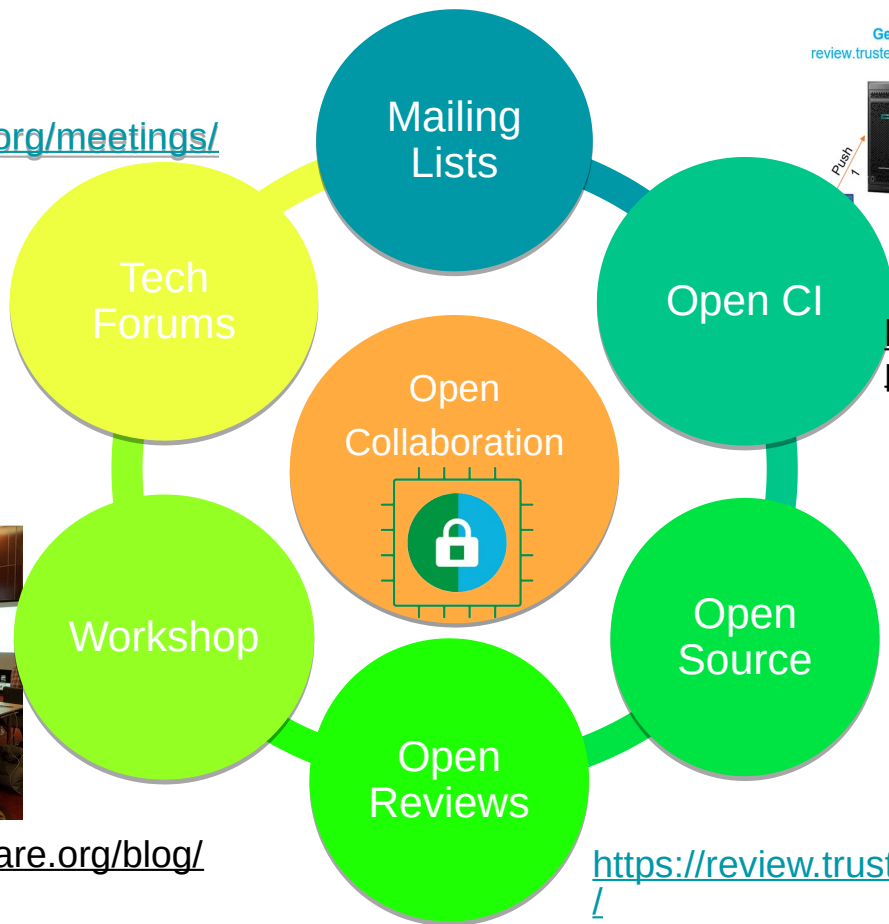 Ge
review.truste
org/meetings/
Mailing
Lists
Push
1
Tech
Forums
Open CI
Open
Collaboration
Workshop
Open
Source
Open
Reviews
are.org/blog/
https://review.trust
/